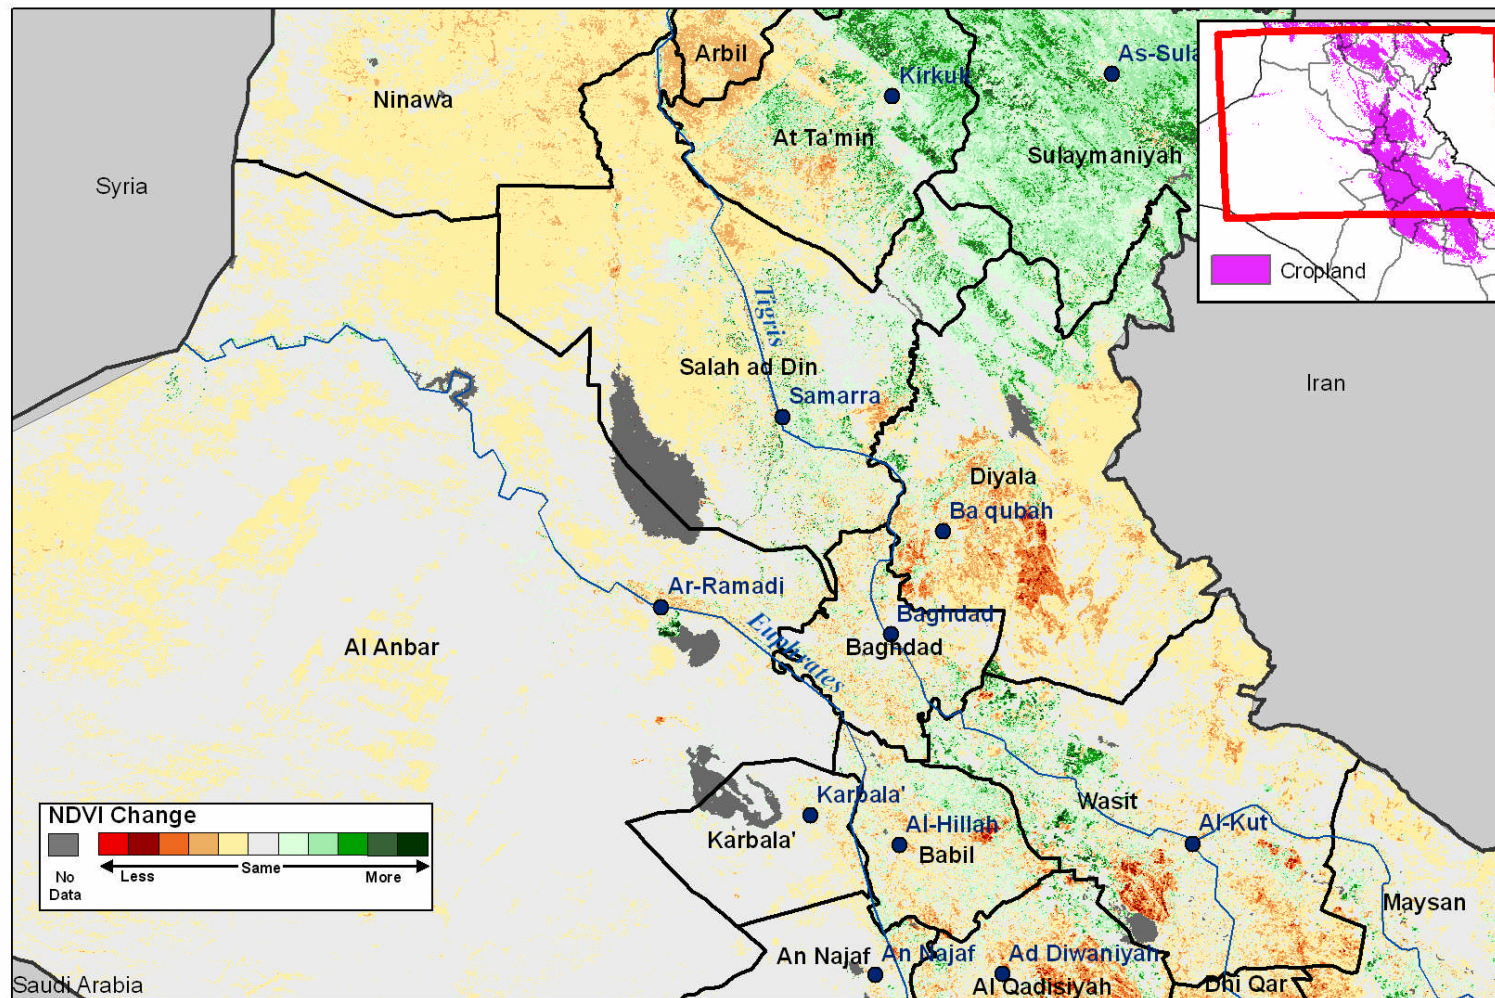 Arbil
As-Sula
Kirkuk
Ninawa
At Ta'min
Sulaymaniyah
Syria
Cropland
Tigris
Iran
Salah ad Din
Samarra
Diyala
Ba qubah
Ar-Ramadi
Euphrates
Baghdad
Baghdad
Al Anbar
NDVI Change
No
Data
Less
Same
More
Karbala'
Karbala'
Al-Hillah
Babil
Wasit
Al-Kut
Maysan
An Najaf
An Najaf
Ad Diwaniyah
Al Qadisiyah
Dhi Qar
Saudi Arabia